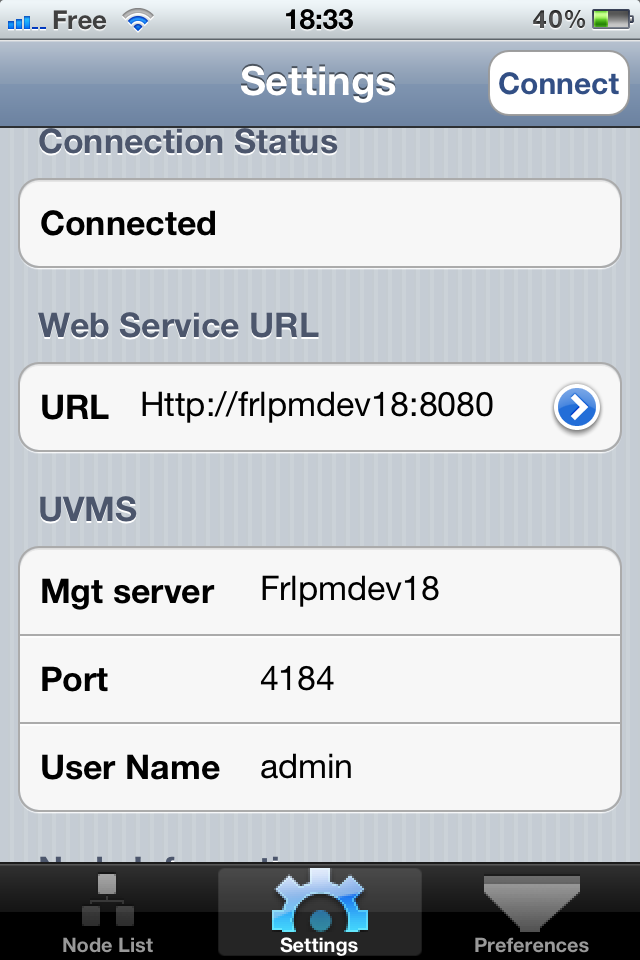 Free 18:33 40%
Settings Connect
Connection Status
Connected
Web Service URL
URL Http://frlpmdev18:8080
UVMS
Mgt server Frlpmdev18
Port 4184
User Name admin
Node List Settings Preferences